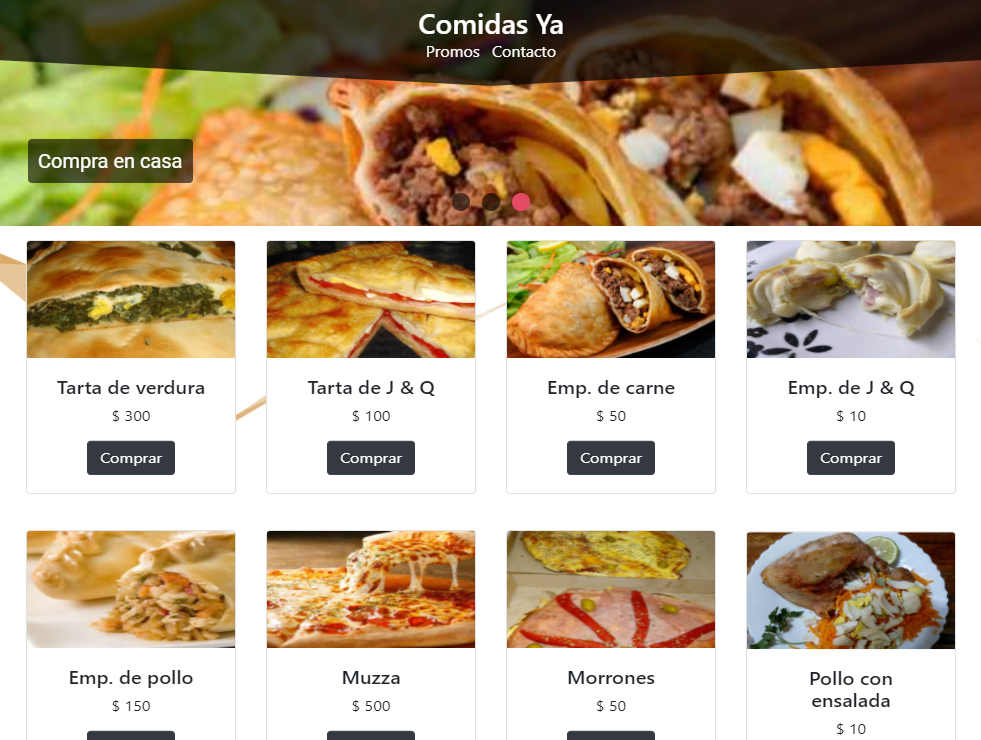 Comidas Ya
Promos Contacto
Compra en casa
Tarta de verdura
$ 300
Comprar
Tarta de J & Q
$ 100
Comprar
Emp. de carne
$ 50
Comprar
Emp. de J & Q
$ 10
Comprar
Emp. de pollo
$ 150
Muzza
$ 500
Morrones
$ 50
Pollo con
ensalada
$ 10